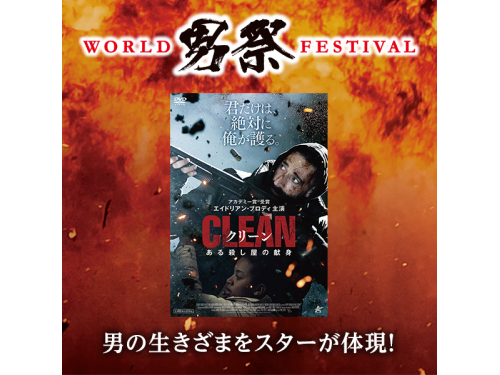 WORLD 男祭 FESTIVAL
DVD
君だけは、
絶対に
俺が護る。
アカデミー賞®受賞
エイドリアン・ブロディ主演
CLEAN
クリーン
ある殺し屋の献身
男の生きざまをスターが体現!